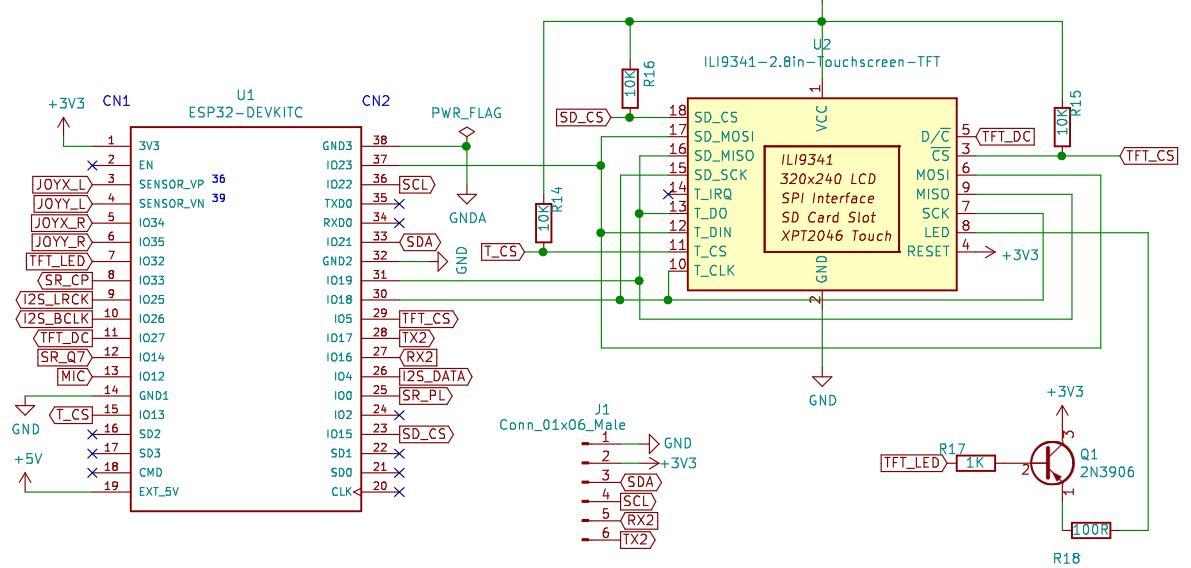 U1
ESP32-DEVKITC
CN1
CN2
+3V3
1 3V3
2 EN
JOYX_L 3 SENSOR_VP 36
JOYY_L 4 SENSOR_VN 39
JOYX_R 5 IO34
JOYY_R 6 IO35
TFT_LED 7 IO32
SR_CP 8 IO33
I2S_LRCK 9 IO25
I2S_BCLK 10 IO26
TFT_DC 11 IO27
SR_Q7 12 IO14
MIC 13 IO12
14 GND1
GND
T_CS 15 IO13
16 SD2
17 SD3
18 CMD
+5V
19 EXT_5V
GND3 38
IO23 37
IO22 36 SCL
TXD0 35
RXD0 34
IO21 33 SDA
GND2 32 GND
IO19 31
IO18 30
IO5 29 TFT_CS
IO17 28 TX2
IO16 27 RX2
IO4 26 I2S_DATA
IO0 25 SR_PL
IO2 24
IO15 23 SD_CS
SD1 22
SD0 21
CLK 20
PWR_FLAG
GNDA
R14
10K
T_CS
R16
10K
SD_CS
U2
ILI9341-2.8in-Touchscreen-TFT
1
VCC
18 SD_CS
17 SD_MOSI
16 SD_MISO
15 SD_SCK
14 T_IRQ
13 T_DO
12 T_DIN
11 T_CS
10 T_CLK
ILI9341
320x240 LCD
SPI Interface
SD Card Slot
XPT2046 Touch
D/C 5 TFT_DC
CS 3 TFT_CS
MOSI 6
MISO 9
SCK 7
LED 8
RESET 4 +3V3
GND
2
GND
R15
10K
J1
Conn_01x06_Male
1 GND
2 +3V3
3 SDA
4 SCL
5 RX2
6 TX2
+3V3
3
R17
TFT_LED 1K 2
Q1
2N3906
1
100R
R18